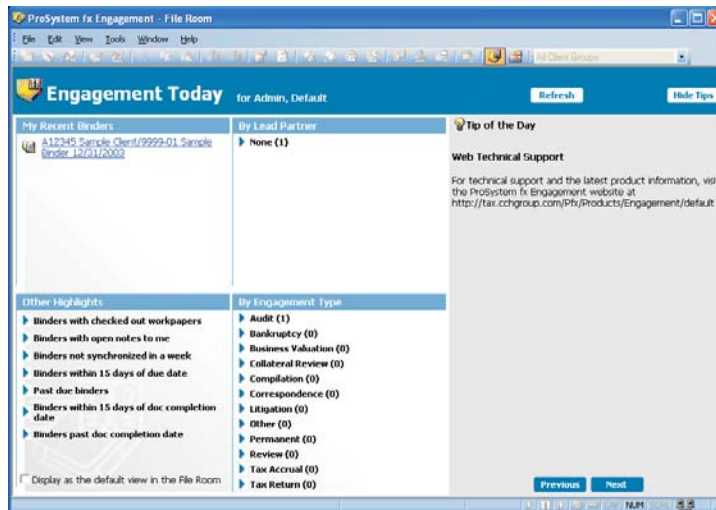 ProSystem fx Engagement - File Room
File Edit View Tools Window Help
All Client Groups
Engagement Today for Admin, Default
Refresh
Hide Tips
My Recent Binders
A12345 Sample Client/9999-01 Sample
Binder 12/31/2003
By Lead Partner
None (1)
Tip of the Day
Web Technical Support
For technical support and the latest product information, vis
the ProSystem fx Engagement website at
http://tax.cchgroup.com/Pfx/Products/Engagement/default
Other Highlights
Binders with checked out workpapers
Binders with open notes to me
Binders not synchronized in a week
Binders within 15 days of due date
Past due binders
Binders within 15 days of doc completion
date
Binders past doc completion date
Display as the default view in the File Room
By Engagement Type
Audit (1)
Bankruptcy (0)
Business Valuation (0)
Collateral Review (0)
Compilation (0)
Correspondence (0)
Litigation (0)
Other (0)
Permanent (0)
Review (0)
Tax Accrual (0)
Tax Return (0)
Previous
Next
CAP NUM SCRL